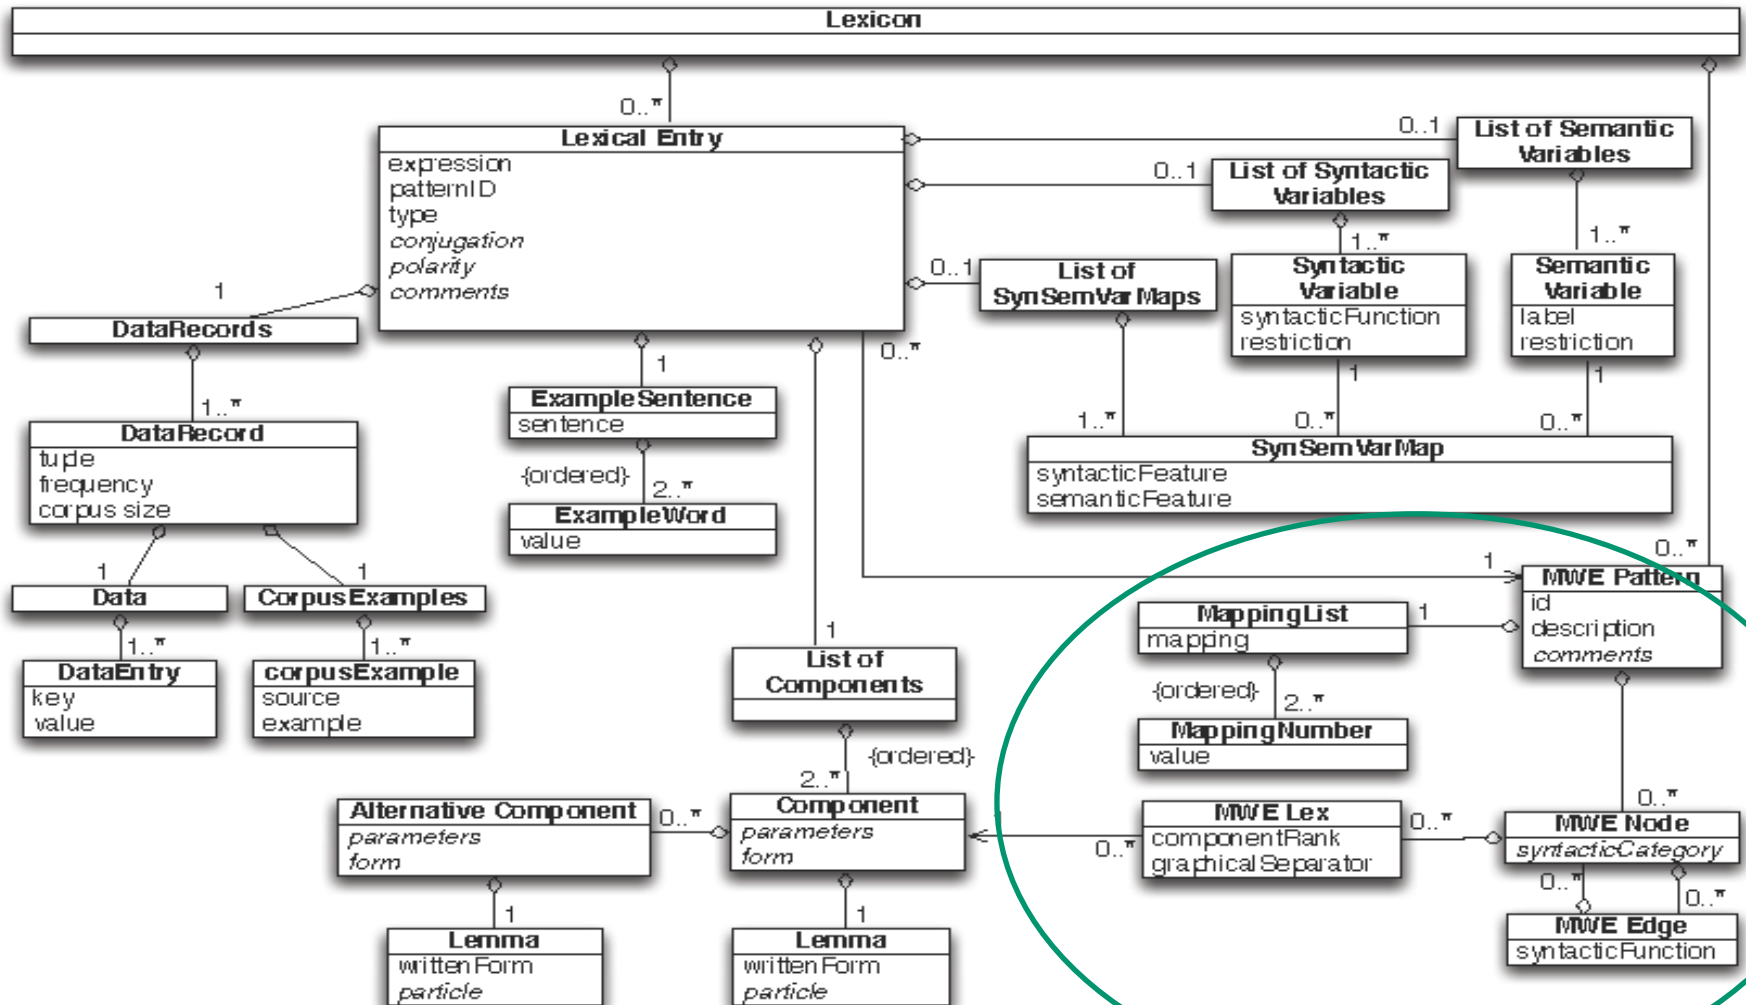 Lexicon
0..*
Lexical Entry
expression
patternID
type
conjugation
polarity
comments
0..1
List of Semantic
Variables
0..1
List of Syntactic
Variables
1..*
1..*
0..1
List of
SynSemVarMaps
Syntactic
Variable
syntacticFunction
restriction
Semantic
Variable
label
restriction
1
DataRecords
1..*
DataRecord
tuple
frequency
corpus size
1
ExampleSentence
sentence
{ordered}
2..*
ExampleWord
value
0..*
1
1
1..*
0..*
0..*
SynSemVarMap
syntacticFeature
semanticFeature
1
Data
1
CorpusExamples
1..*
DataEntry
key
value
1..*
corpusExample
source
example
1
0..*
MWE Pattern
id
description
comments
MappingList
mapping
1
{ordered}
2..*
MappingNumber
value
1
List of
Components
{ordered}
2..*
Alternative Component
parameters
form
0..*
Component
parameters
form
0..*
MWE Lex
componentRank
graphicalSeparator
0..*
0..*
MWE Node
syntacticCategory
0..*
0..*
MWE Edge
syntacticFunction
1
Lemma
writtenForm
particle
1
Lemma
writtenForm
particle